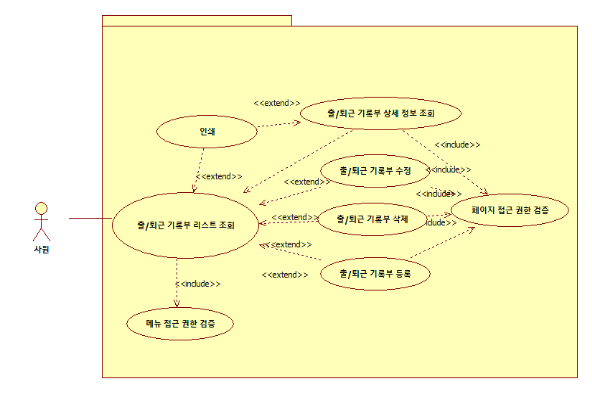 <<extend>>
출/퇴근 기록부 상세 정보 조회
인쇄
<<include>>
<<extend>>
출/퇴근 기록부 수정
<<include>>
<<extend>>
<<include>>
페이지 접근 권한 검증
출/퇴근 기록부 리스트 조회
<<extend>>
출/퇴근 기록부 삭제
clude>>
사원
<<extend>>
<<extend>>
출/퇴근 기록부 등록
<<include>>
메뉴 접근 권한 검증